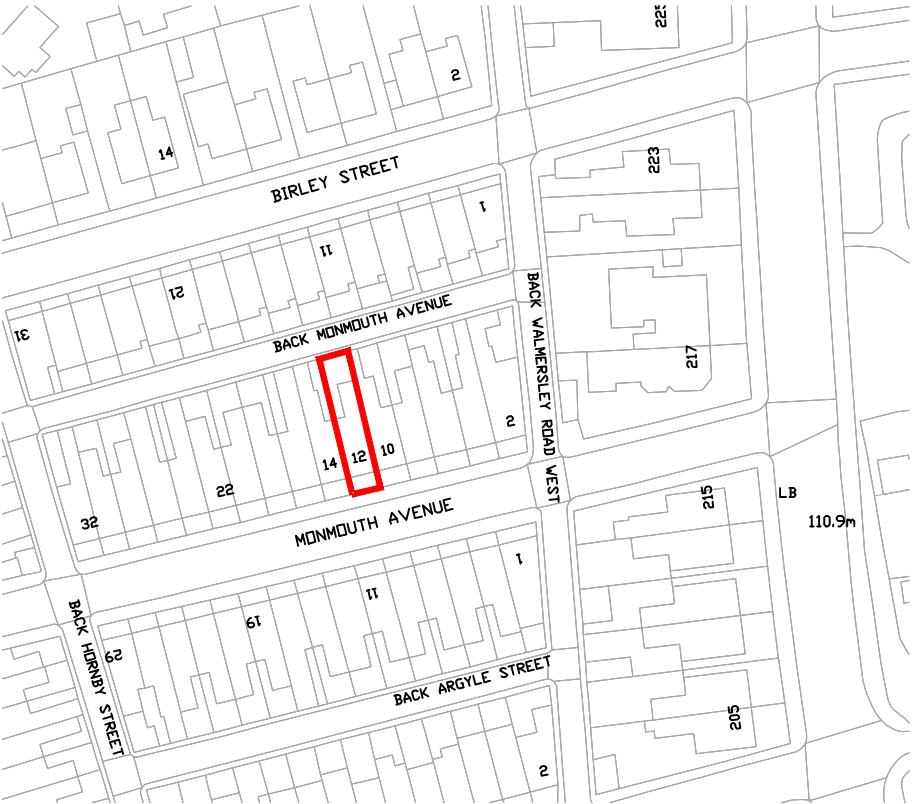 225
2
14
BIRLEY STREET
223
1
11
21
31
BACK MONMOUTH AVENUE
BACK WALMERSLEY ROAD WEST
217
2
10
12
14
22
32
MONMOUTH AVENUE
215
LB
110.9m
1
11
19
29
BACK HORNBY STREET
BACK ARGYLE STREET
205
2